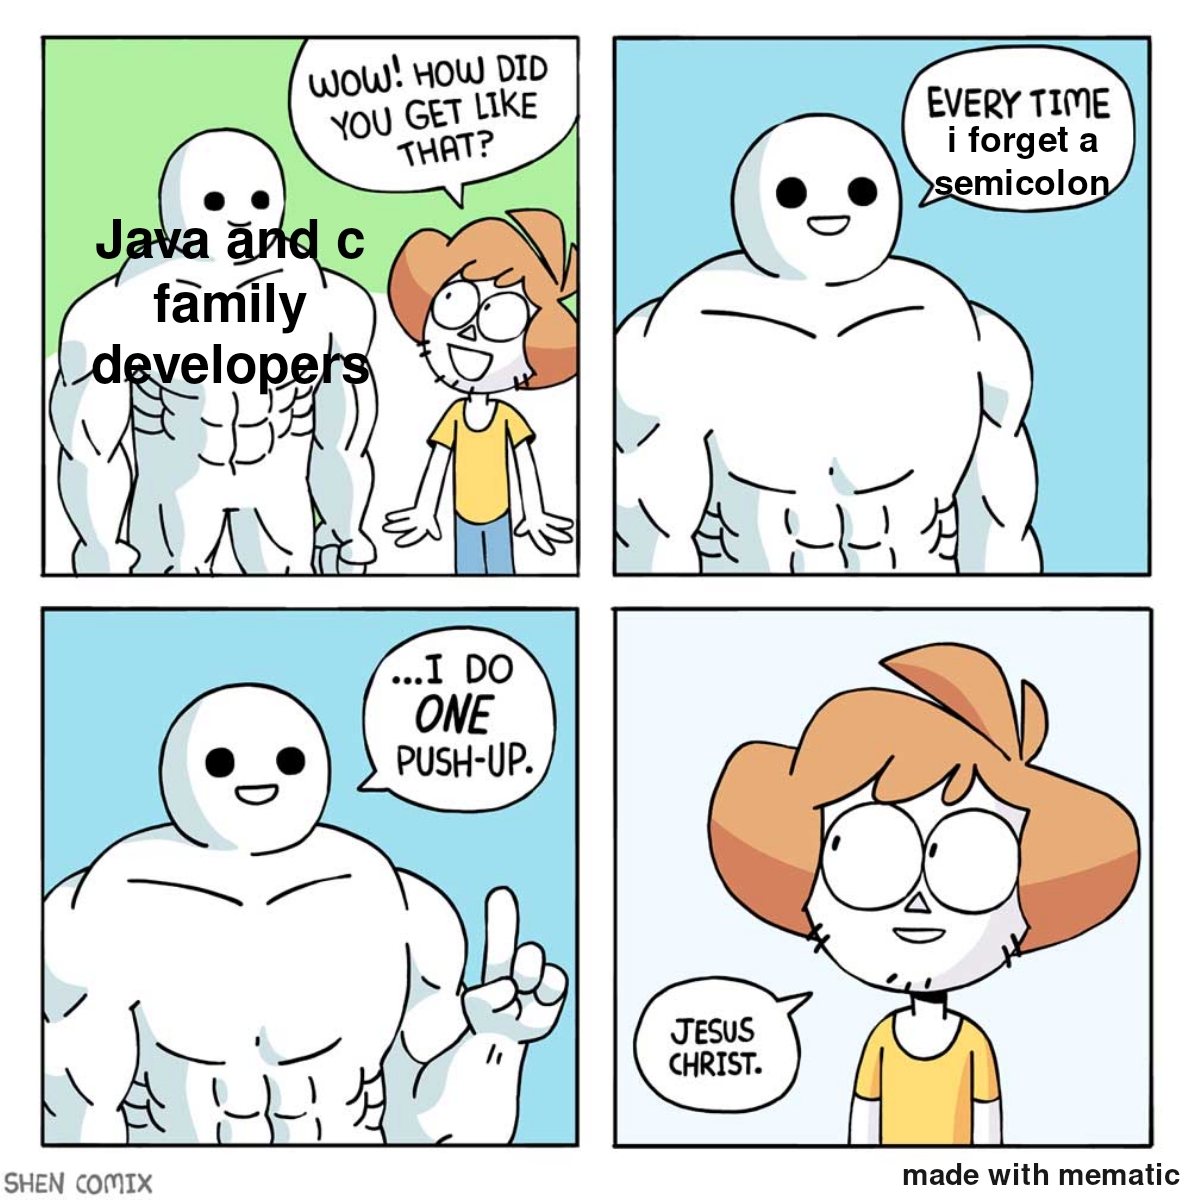 WOW! HOW DID
YOU GET LIKE
THAT?
Java and c
family
developers
EVERY TIME
i forget a
semicolon
...I DO
ONE
PUSH-UP.
JESUS
CHRIST.
SHEN COMIX
made with mematic